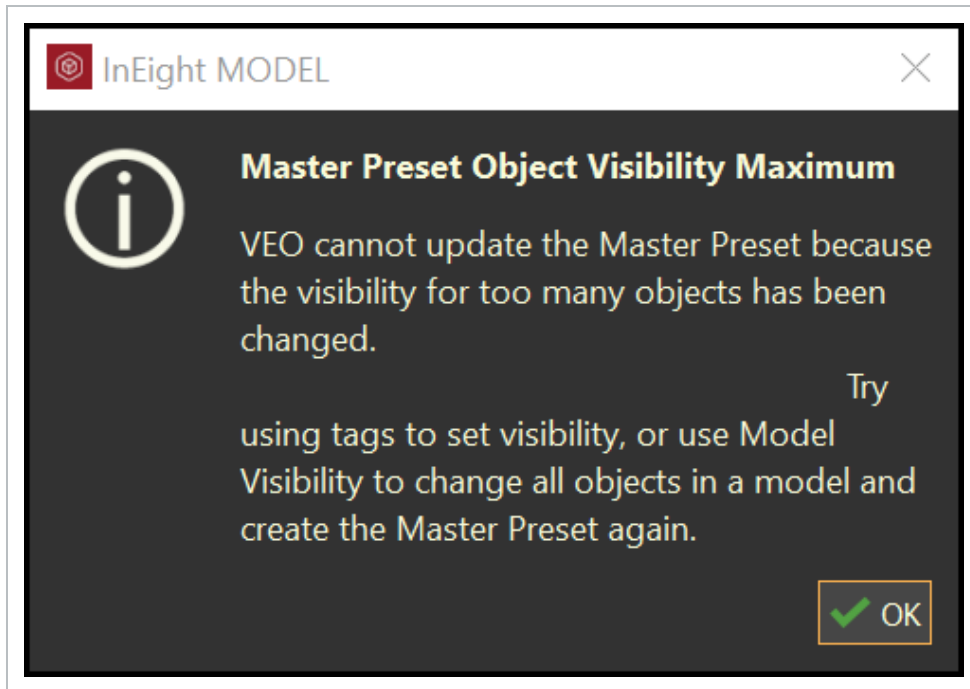 InEight MODEL
Master Preset Object Visibility Maximum
VEO cannot update the Master Preset because
the visibility for too many objects has been
changed.
Try
using tags to set visibility, or use Model
Visibility to change all objects in a model and
create the Master Preset again.
OK